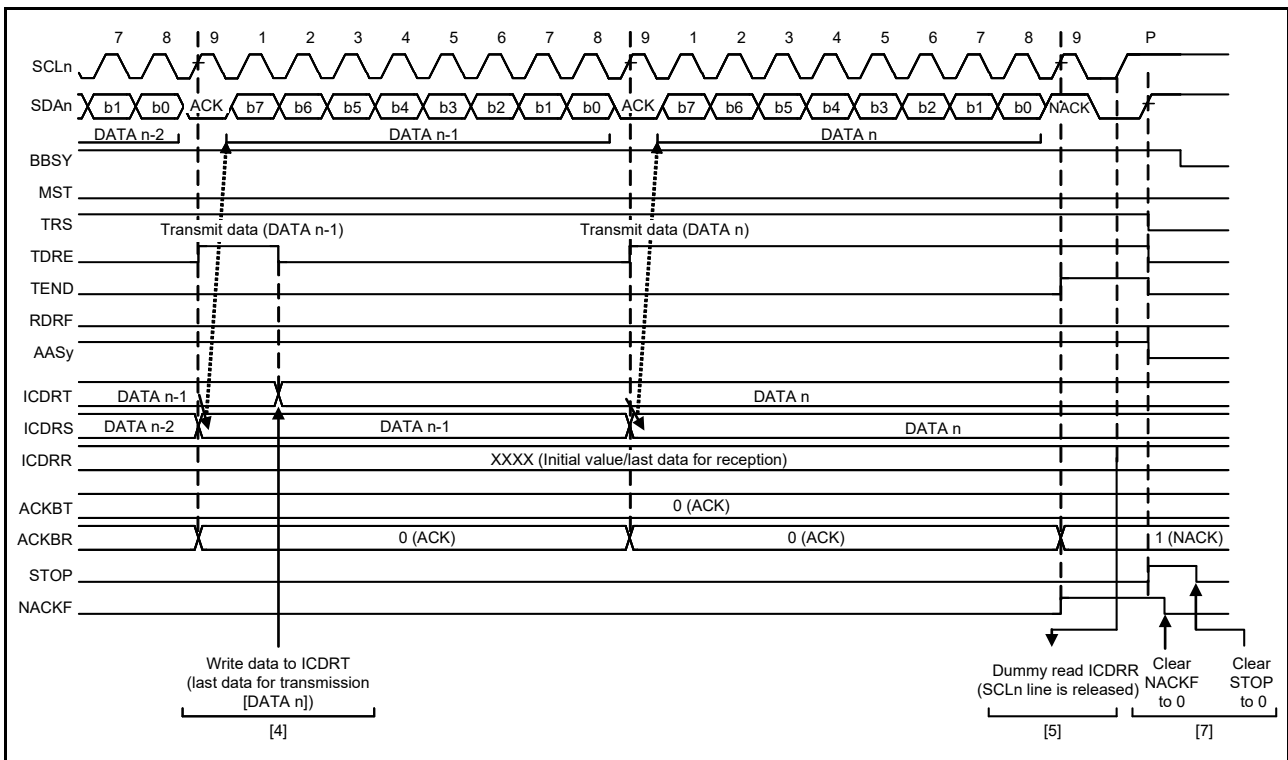 7 8 9 1 2 3 4 5 6 7 8 9 1 2 3 4 5 6 7 8 9 P
SCLn
SDAn b1 b0 ACK b7 b6 b5 b4 b3 b2 b1 b0 ACK b7 b6 b5 b4 b3 b2 b1 b0 NACK
DATA n-2 DATA n-1 DATA n
BBSY
MST
TRS
Transmit data (DATA n-1) Transmit data (DATA n)
TDRE
TEND
RDRF
AASy
ICDRT DATA n-1 DATA n
ICDRS DATA n-2 DATA n-1 DATA n
ICDRR XXXX (Initial value/last data for reception)
ACKBT 0 (ACK)
ACKBR 0 (ACK) 0 (ACK) 1 (NACK)
STOP
NACKF
Write data to ICDRT
(last data for transmission
[DATA n])
[4]
Dummy read ICDRR
(SCLn line is released)
[5]
Clear
NACKF
to 0
Clear
STOP
to 0
[7]